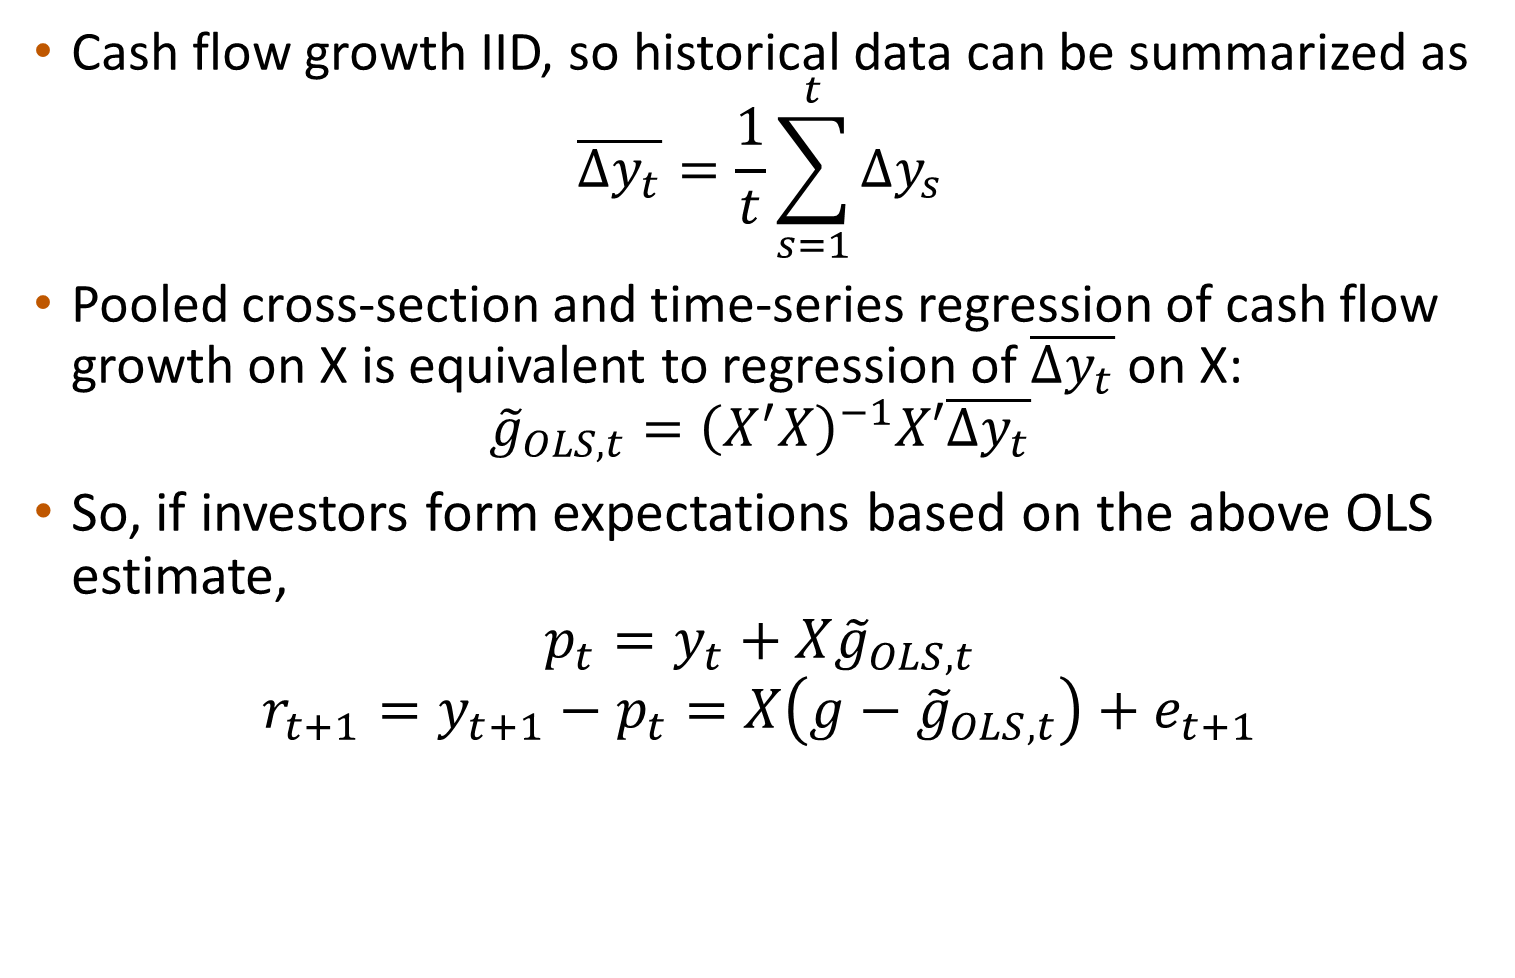 • Cash flow growth IID, so historical data can be summarized as
$\overline{\Delta y_t} = \frac{1}{t} \sum_{s=1}^{t} \Delta y_s$
• Pooled cross-section and time-series regression of cash flow
growth on X is equivalent to regression of $\overline{\Delta y_t}$ on X:
$\tilde{g}_{OLS,t} = (X'X)^{-1}X'\overline{\Delta y_t}$
• So, if investors form expectations based on the above OLS
estimate,
$p_t = y_t + X\tilde{g}_{OLS,t}$
$r_{t+1} = y_{t+1} - p_t = X(g - \tilde{g}_{OLS,t}) + e_{t+1}$